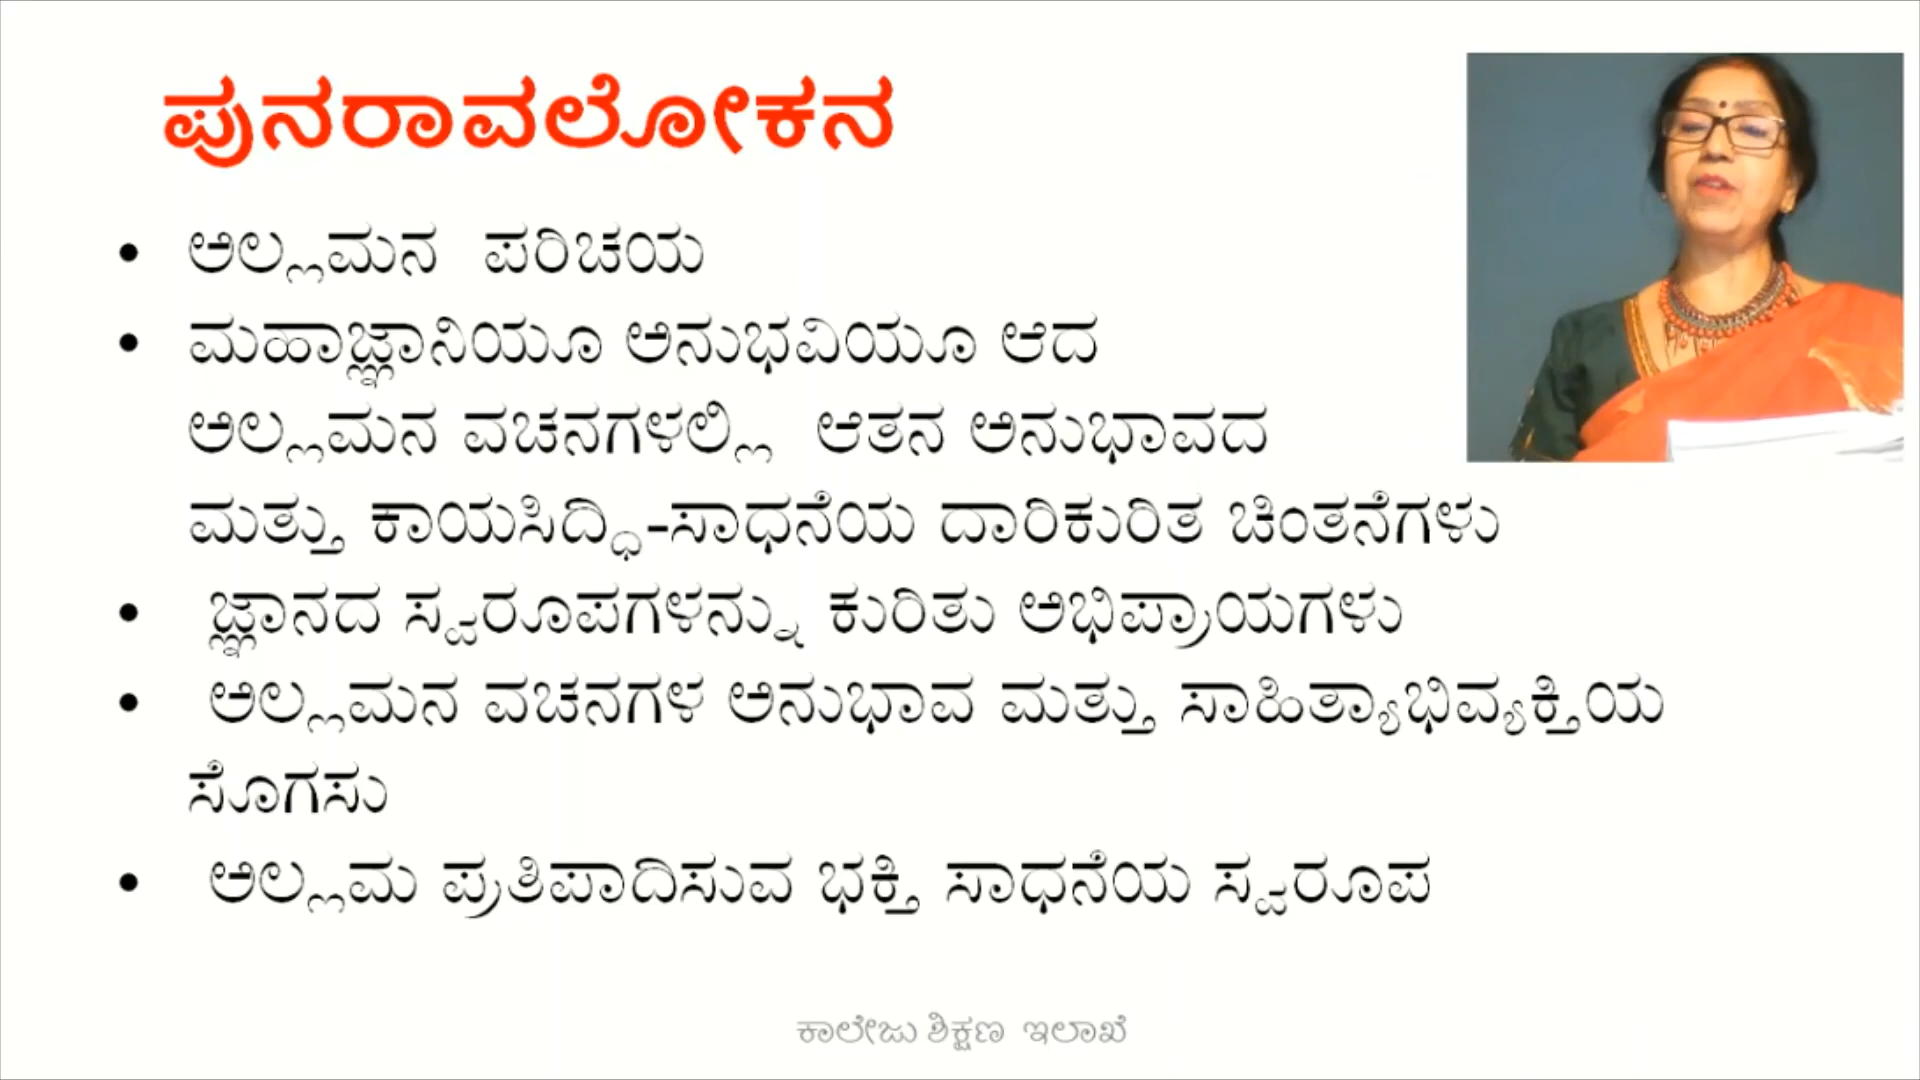 ಪುನರಾವಲೋಕನ
• ಅಲ್ಲಮನ ಪರಿಚಯ
• ಮಹಾಜ್ಞಾನಿಯೂ ಅನುಭವಿಯೂ ಆದ
ಅಲ್ಲಮನ ವಚನಗಳಲ್ಲಿ ಆತನ ಅನುಭಾವದ
ಮತ್ತು ಕಾಯಸಿದ್ಧಿ-ಸಾಧನೆಯ ದಾರಿಕುರಿತ ಚಿಂತನೆಗಳು
• ಜ್ಞಾನದ ಸ್ವರೂಪಗಳನ್ನು ಕುರಿತು ಅಭಿಪ್ರಾಯಗಳು
• ಅಲ್ಲಮನ ವಚನಗಳ ಅನುಭಾವ ಮತ್ತು ಸಾಹಿತ್ಯಾಭಿವ್ಯಕ್ತಿಯ
ಸೊಗಸು
• ಅಲ್ಲಮ ಪ್ರತಿಪಾದಿಸುವ ಭಕ್ತಿ ಸಾಧನೆಯ ಸ್ವರೂಪ
ಕಾಲೇಜು ಶಿಕ್ಷಣ ಇಲಾಖೆ